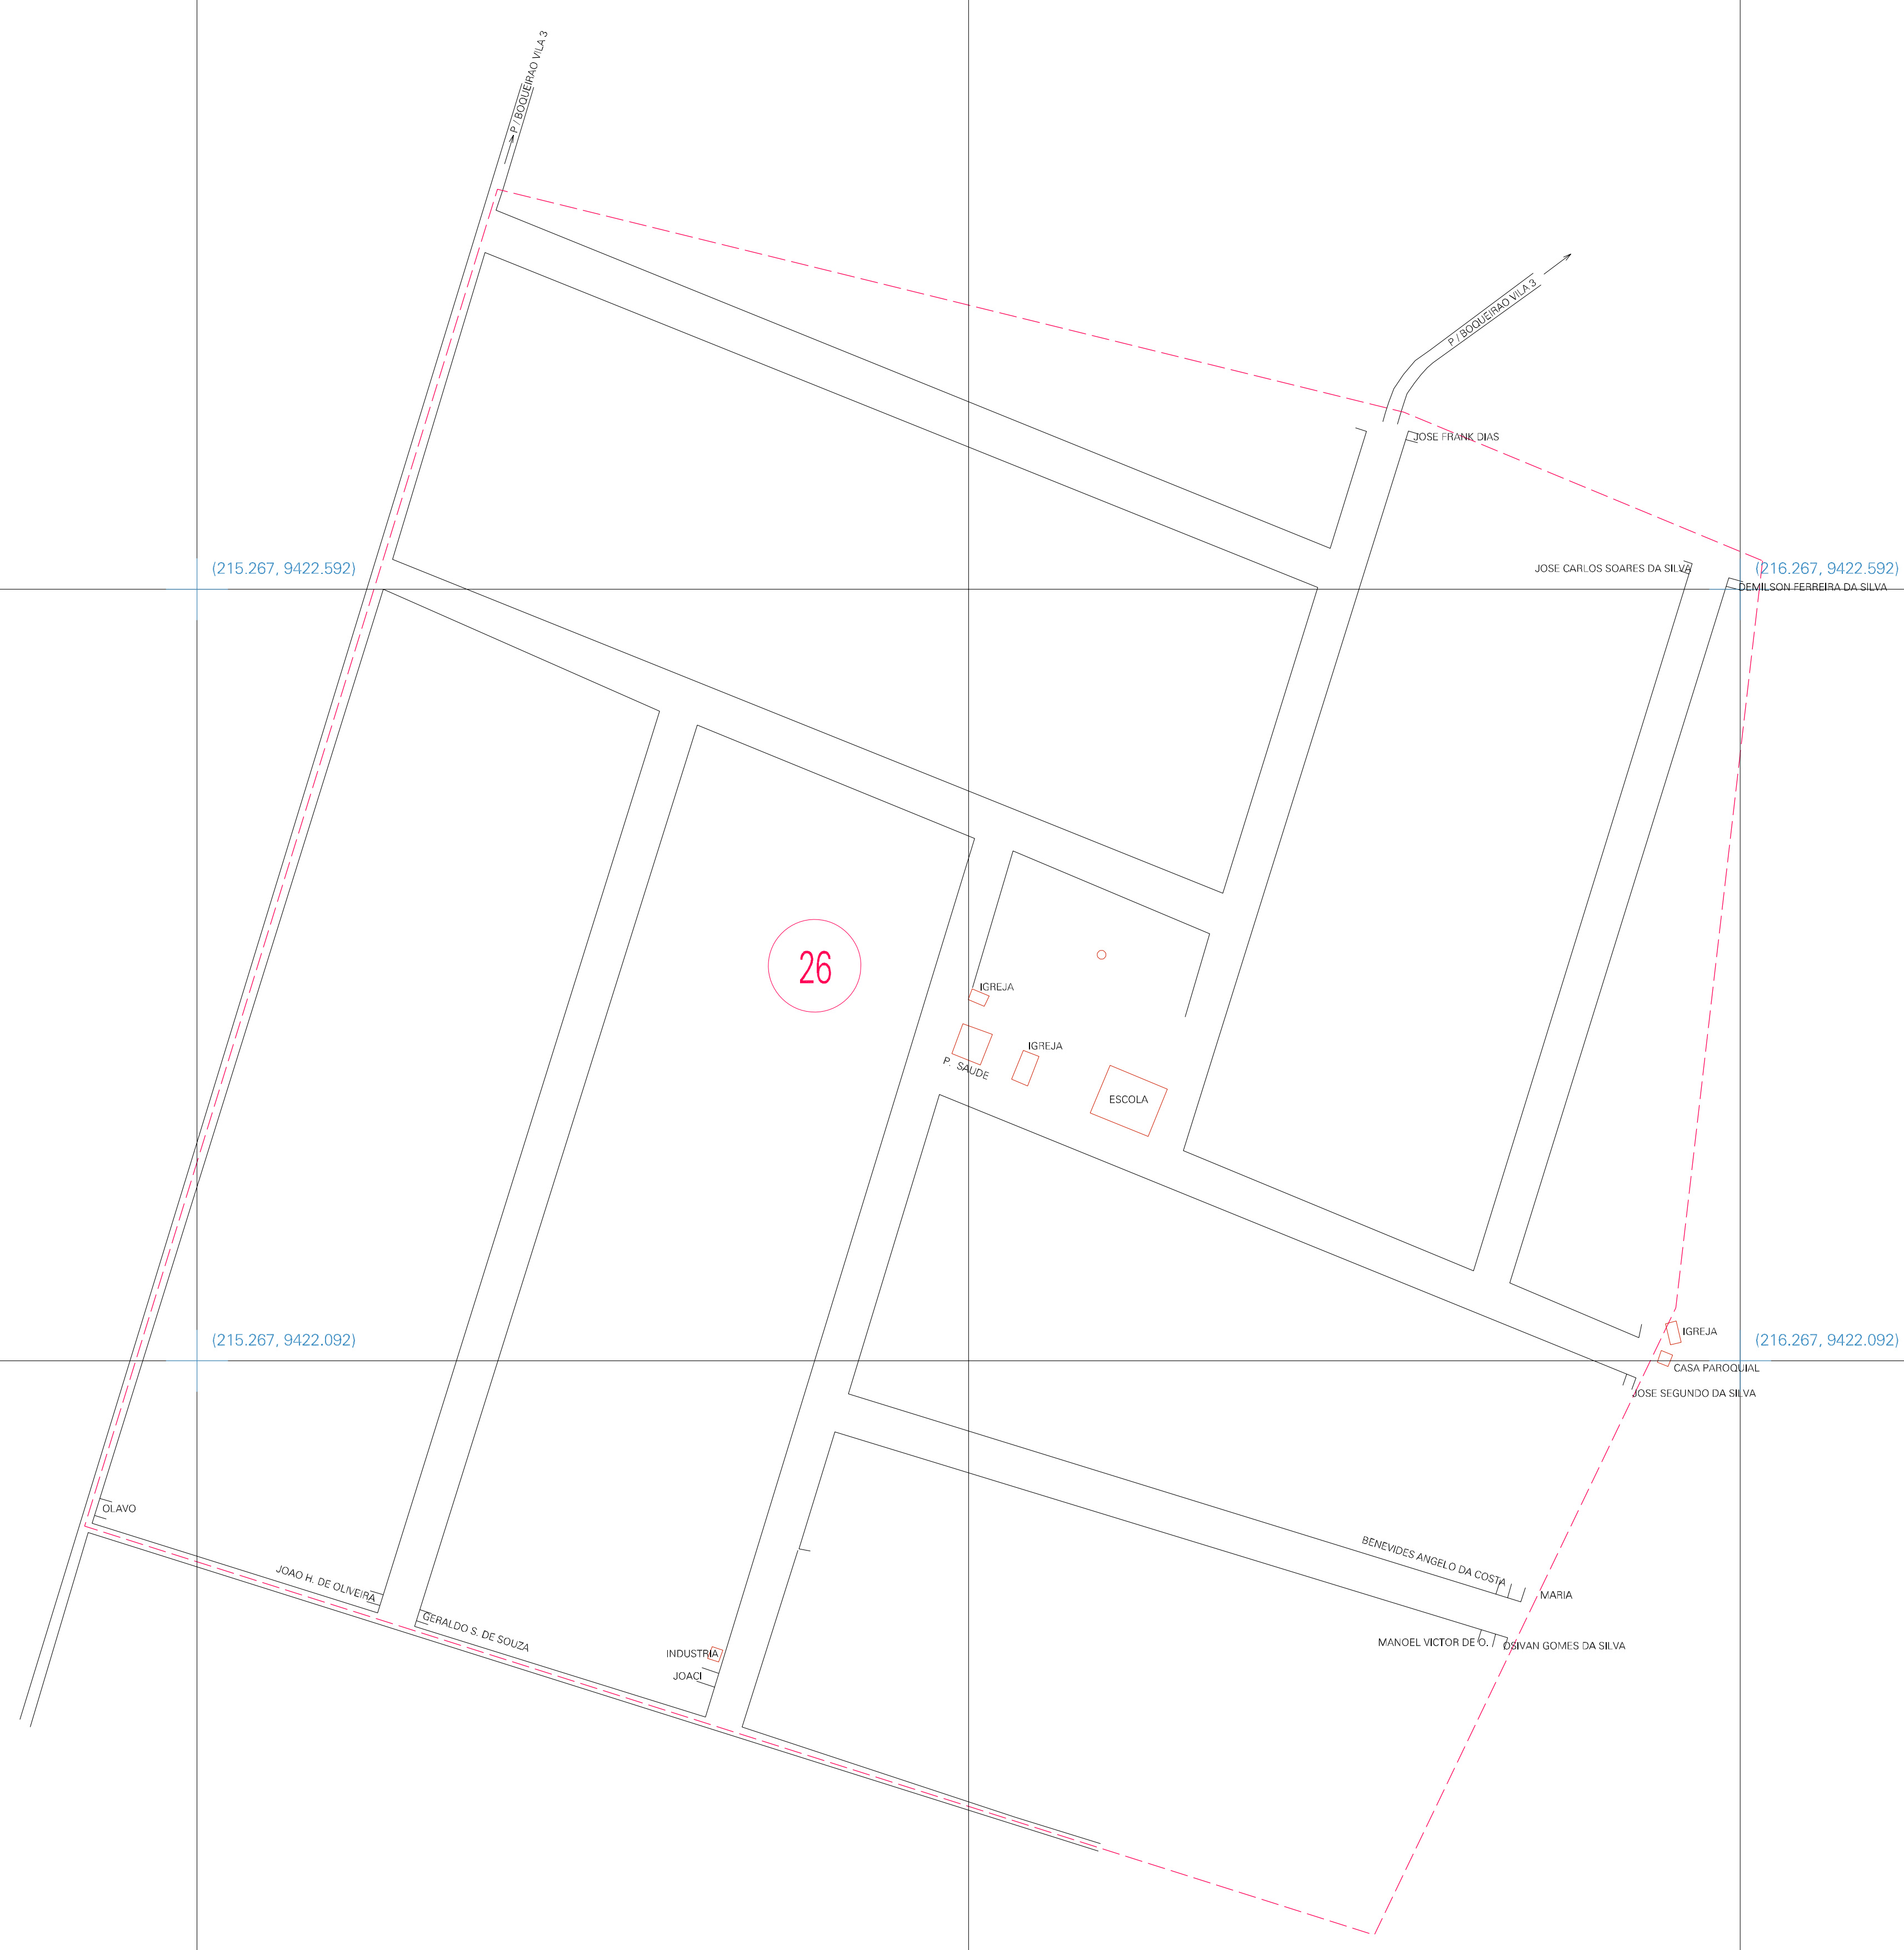 P / BOQUEIRAO VILA 3
P / BOQUEIRAO VILA 3
JOSE FRANK DIAS
(215.267, 9422.592)
JOSE CARLOS SOARES DA SILVA
(216.267, 9422.592)
DEMILSON FERREIRA DA SILVA
26
IGREJA
IGREJA
P. SAUDE
ESCOLA
(215.267, 9422.092)
IGREJA
(216.267, 9422.092)
CASA PAROQUIAL
JOSE SEGUNDO DA SILVA
OLAVO
BENEVIDES ANGELO DA COSTA
JOAO H. DE OLIVEIRA
MARIA
GERALDO S. DE SOUZA
MANOEL VICTOR DE O.
OSIVAN GOMES DA SILVA
INDUSTRIA
JOACI